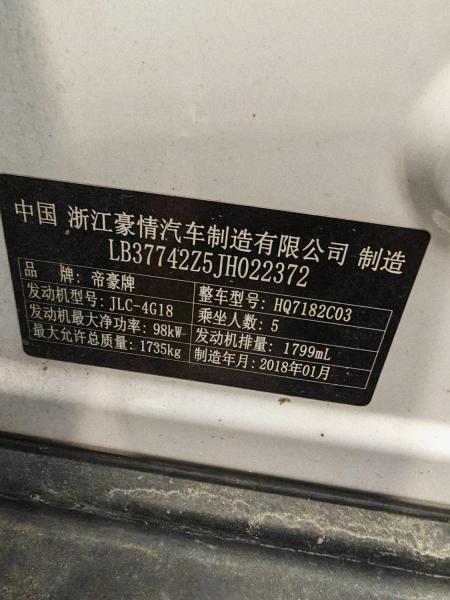 中国 浙江豪情汽车制造有限公司 制造
LB37742Z5JH022372
品 牌: 帝豪牌
整车型号: HQ7182C03
发动机型号: JLC-4G18
乘坐人数: 5
发动机最大净功率: 98kW
发动机排量: 1799mL
最大允许总质量: 1735kg
制造年月: 2018年01月